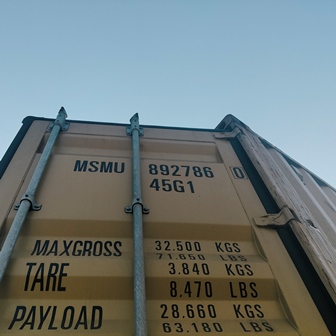 MSMU 892786 0
45G1
MAXGROSS 32.500 KGS
71.650 LBS
TARE 3.840 KGS
8.470 LBS
PAYLOAD 28.660 KGS
63.180 LBS